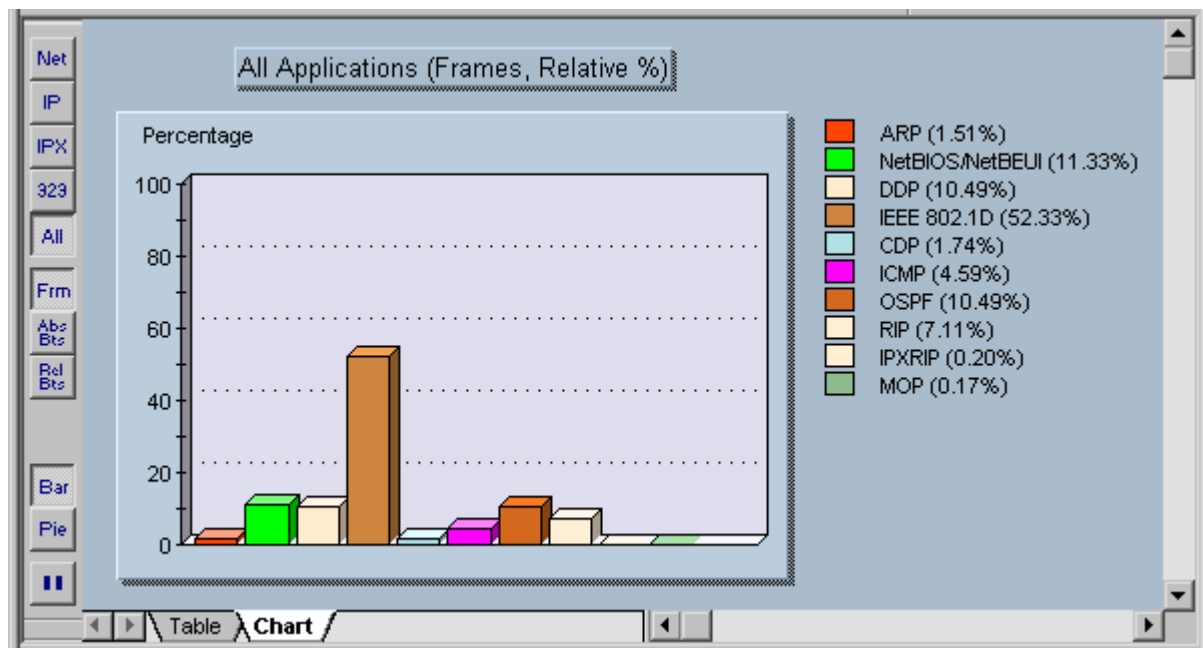 Net
IP
IPX
323
All
Frm
Abs
Bts
Rel
Bts
Bar
Pie
All Applications (Frames, Relative %)
Percentage
100
80
60
40
20
0
ARP (1.51%)
NetBIOS/NetBEUI (11.33%)
DDP (10.49%)
IEEE 802.1D (52.33%)
CDP (1.74%)
ICMP (4.59%)
OSPF (10.49%)
RIP (7.11%)
IPXRIP (0.20%)
MOP (0.17%)
Table
Chart